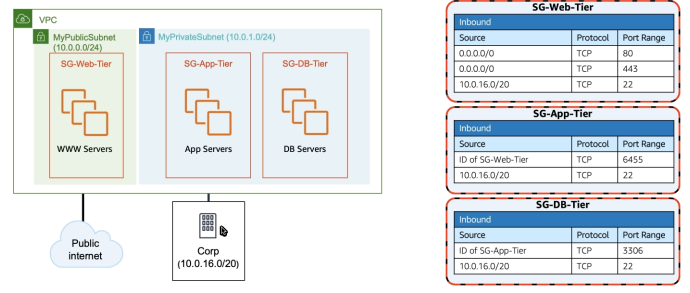 VPC
MyPublicSubnet
(10.0.0.0/24)
MyPrivateSubnet (10.0.1.0/24)
SG-Web-Tier
SG-App-Tier
SG-DB-Tier
WWW Servers
App Servers
DB Servers
Public
internet
Corp
(10.0.16.0/20)
SG-Web-Tier
Inbound
Source Protocol Port Range
0.0.0.0/0 TCP 80
0.0.0.0/0 TCP 443
10.0.16.0/20 TCP 22
SG-App-Tier
Inbound
Source Protocol Port Range
ID of SG-Web-Tier TCP 6455
10.0.16.0/20 TCP 22
SG-DB-Tier
Inbound
Source Protocol Port Range
ID of SG-App-Tier TCP 3306
10.0.16.0/20 TCP 22